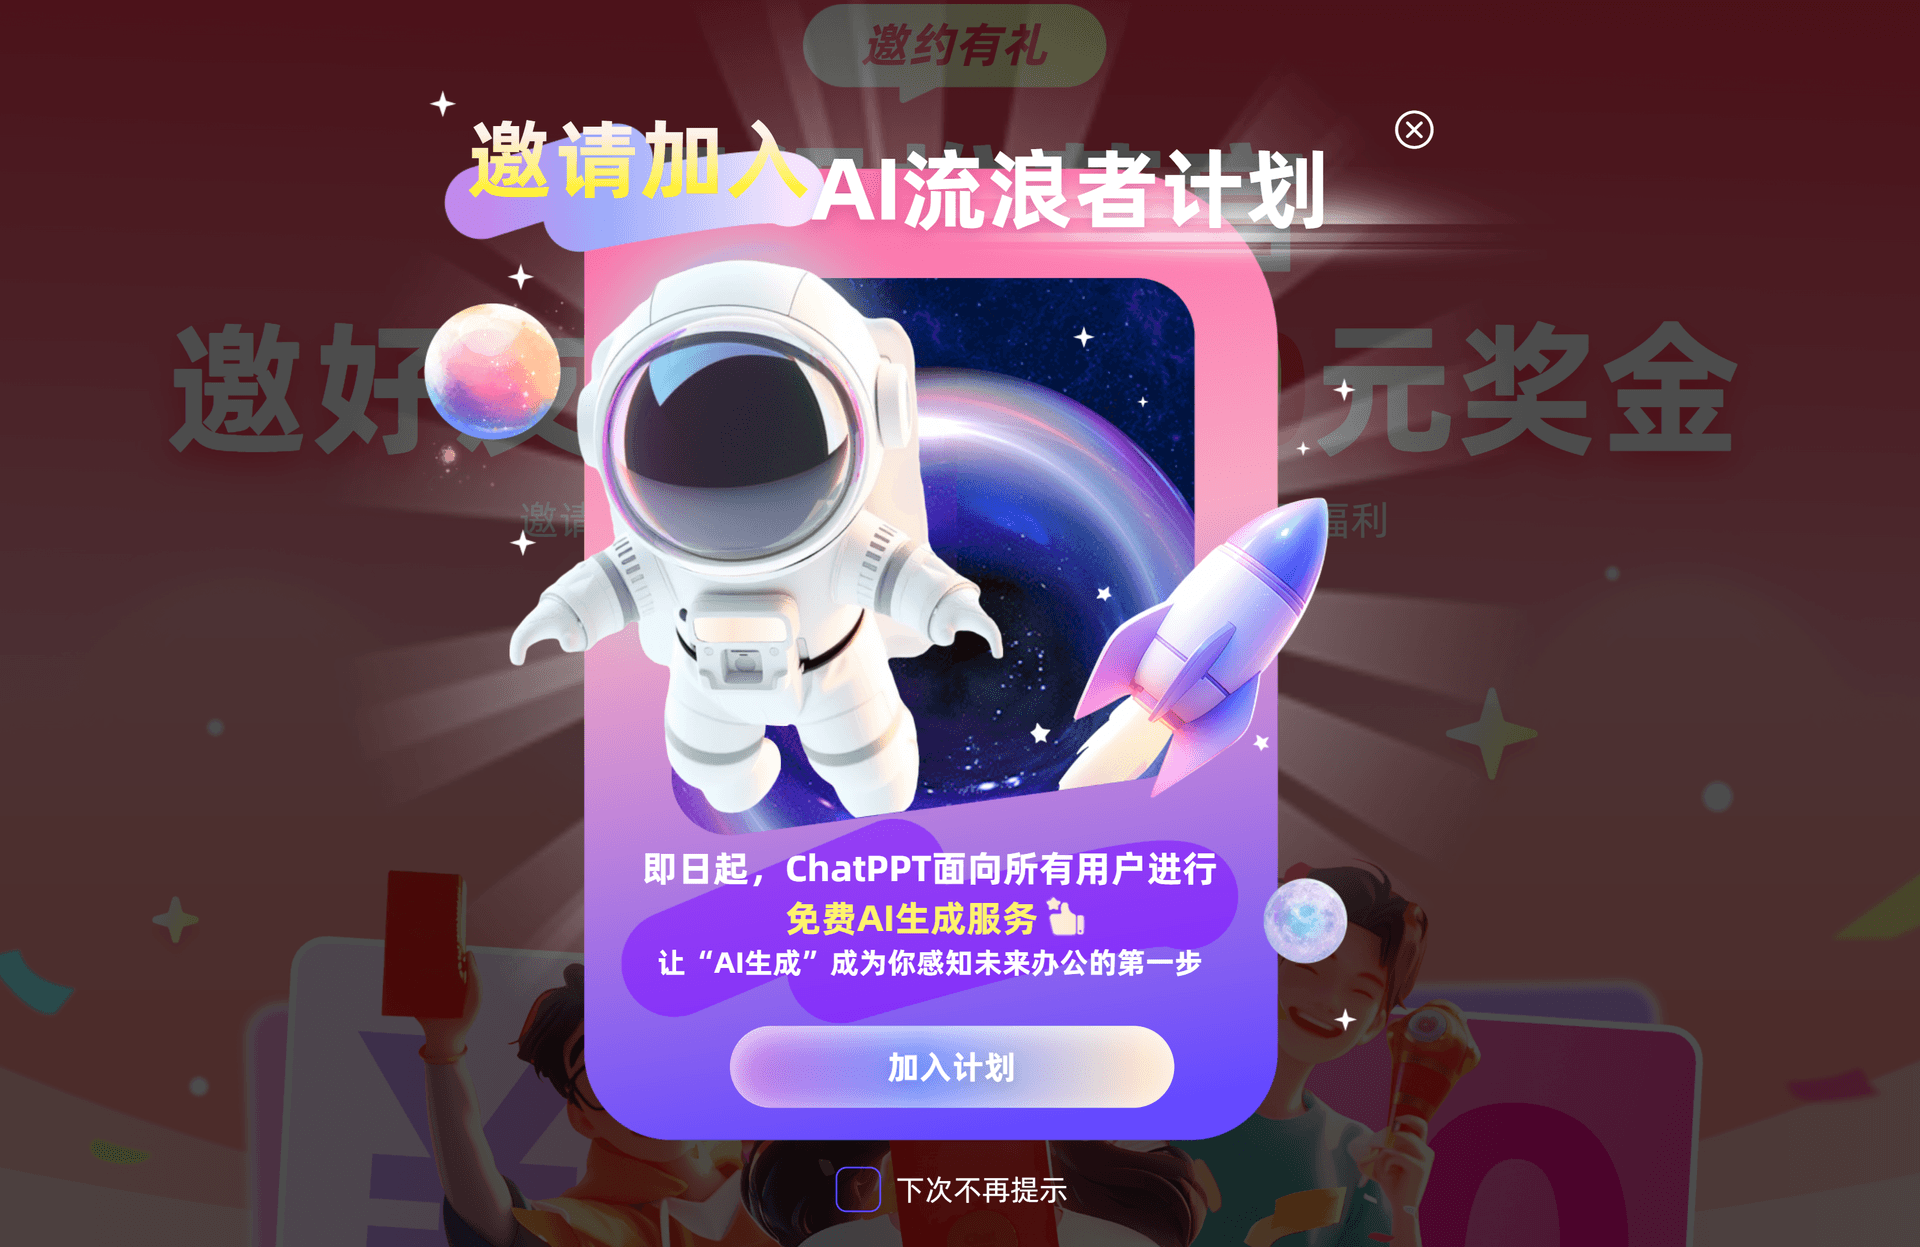 邀约有礼
邀请加入
AI流浪者计划
邀好友
元奖金
邀请
福利
即日起，ChatPPT面向所有用户进行
免费AI生成服务
让“AI生成”成为你感知未来办公的第一步
加入计划
下次不再提示